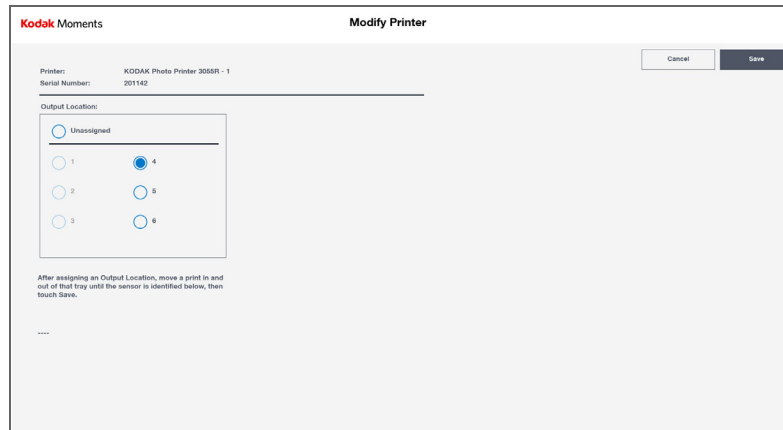 Kodak Moments
Modify Printer
Cancel
Save
Printer: KODAK Photo Printer 305R - 1
Serial Number: 201142
Output Location:
Unassigned
1 4
2 5
3 6
After assigning an Output Location, move a print in and
out of that tray until the sensor is identified below, then
touch Save.
----